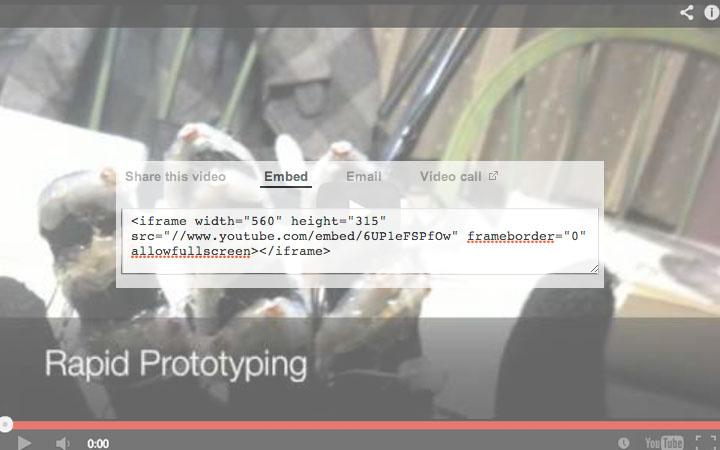 Share this video Embed Email Video call
<iframe width="560" height="315"
src="//www.youtube.com/embed/6UP1eFSPfOw" frameborder="0"
allowfullscreen></iframe>
Rapid Prototyping
0:00 YouTube